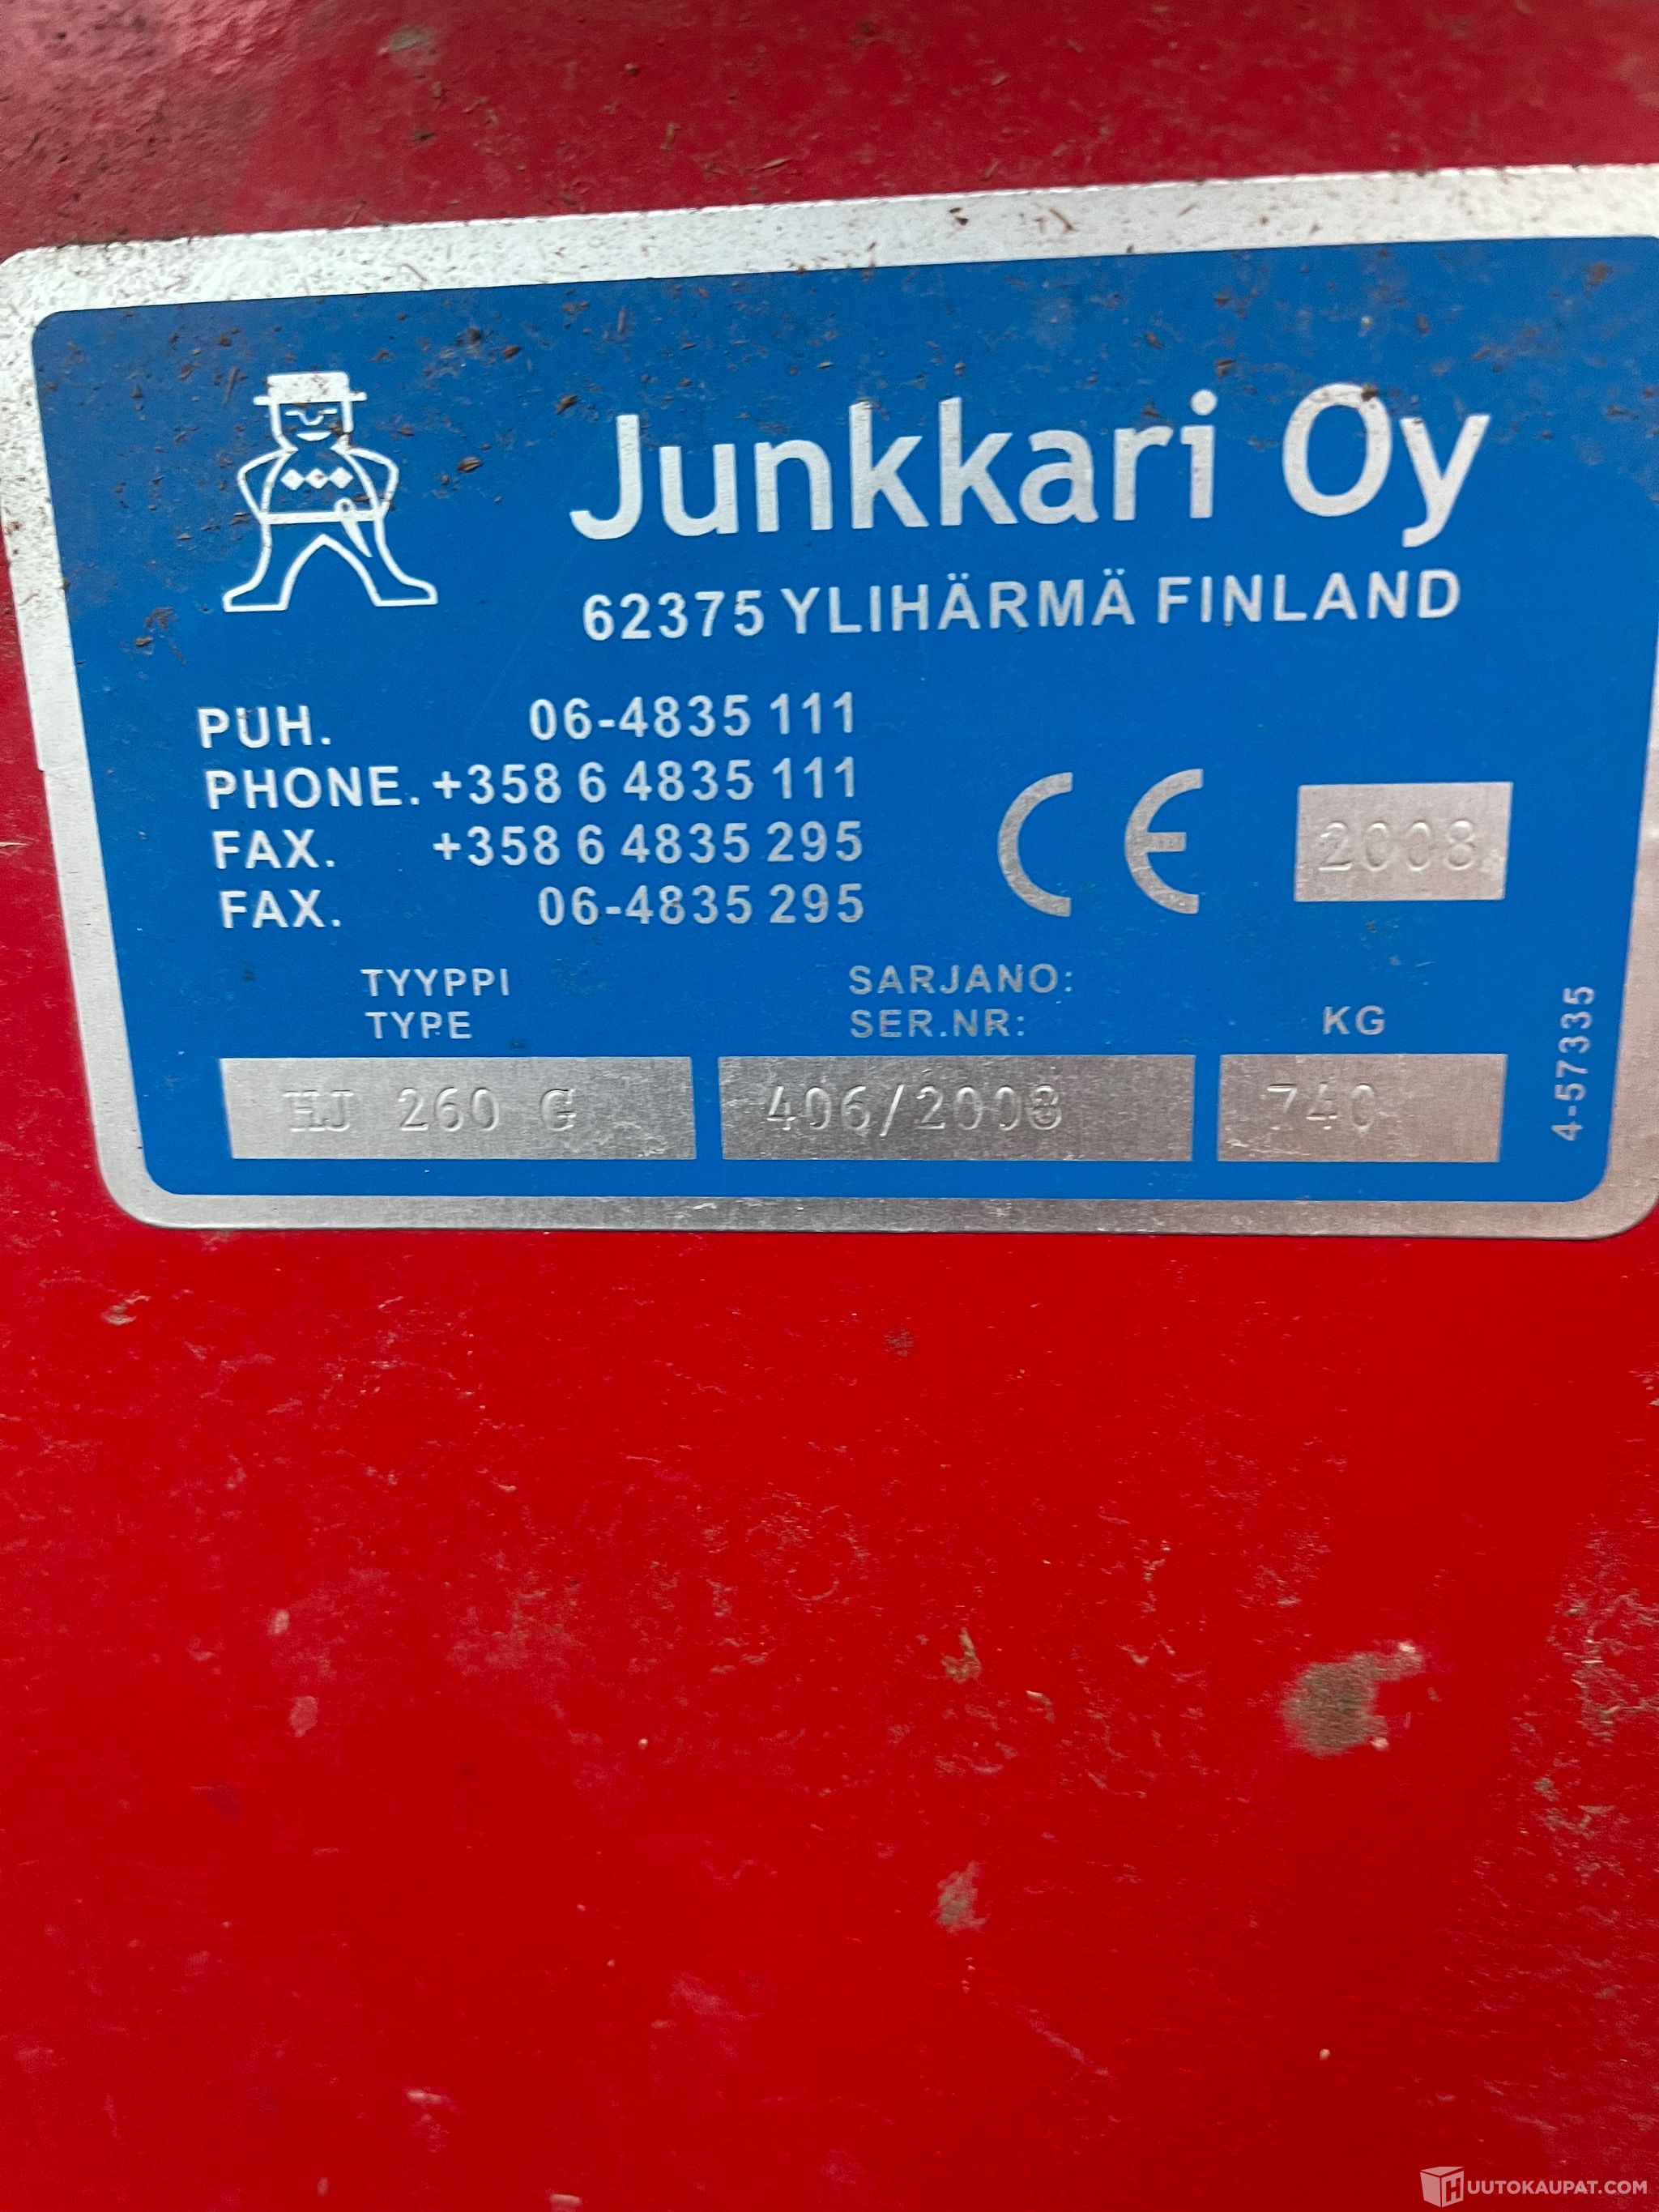 Junkkari Oy
62375 YLIHÄRMÄ FINLAND
PUH. 06-4835 111
PHONE. +358 6 4835 111
FAX. +358 6 4835 295
FAX. 06-4835 295
CE 2008
TYYPPI SARJANO:
TYPE SER.NR: KG
HJ 260 G 406/2008 740
4-57335
HUUTOKAUPAT.COM